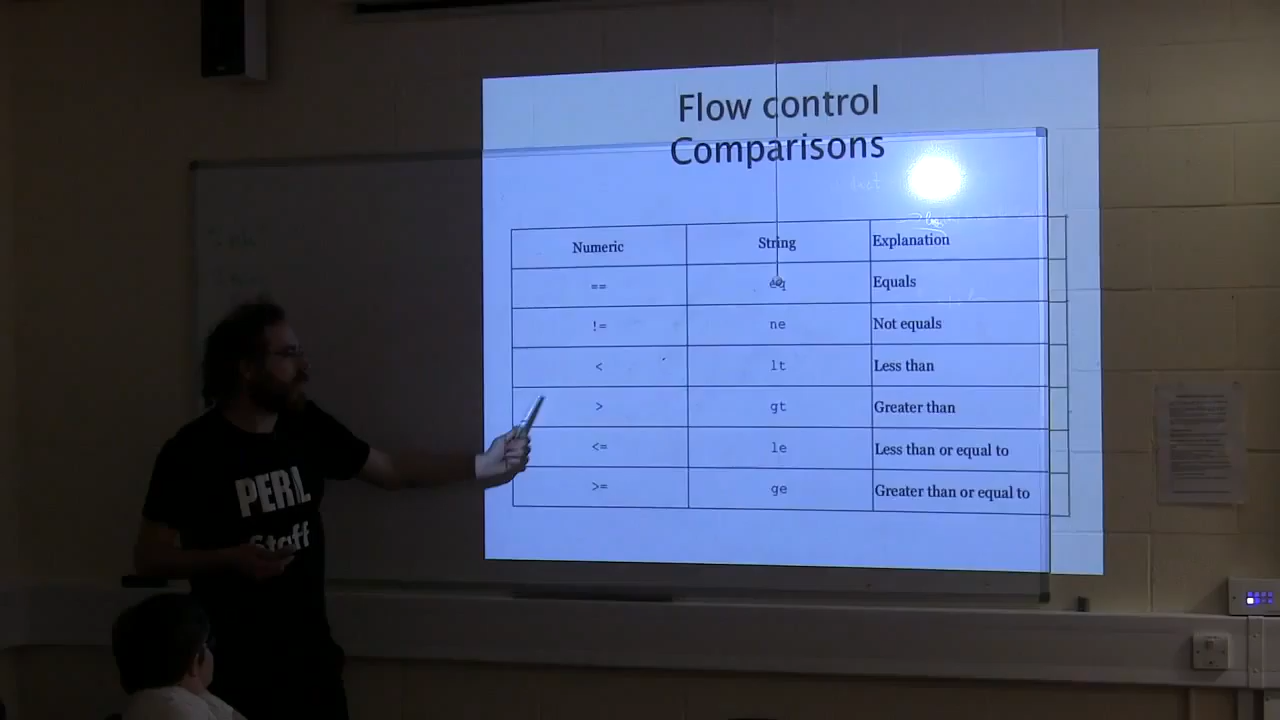 Flow control
Comparisons
Numeric String Explanation
== eq Equals
!= ne Not equals
< lt Less than
> gt Greater than
<= le Less than or equal to
>= ge Greater than or equal to
PERL
Staff